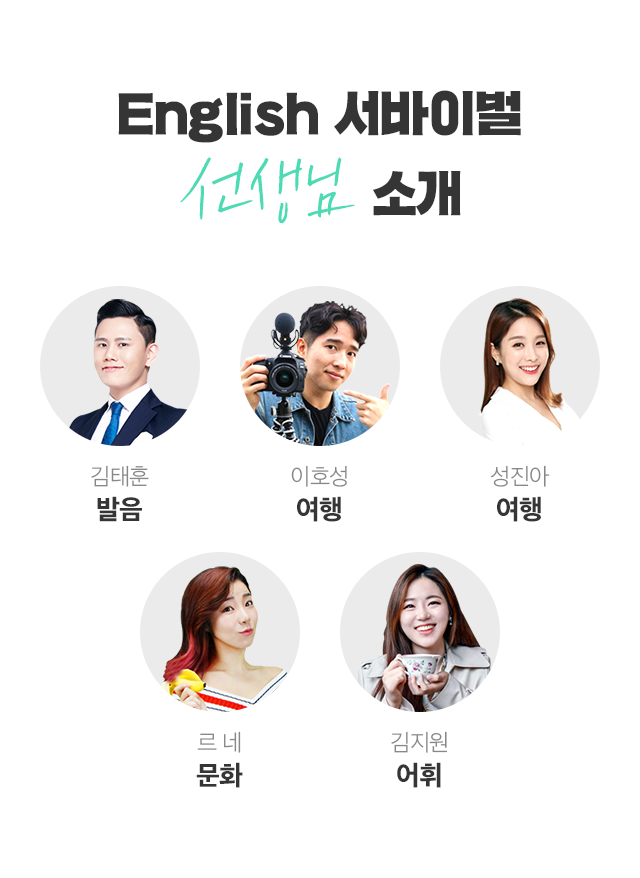 English 서바이벌
선생님 소개
김태훈
발음
이호성
여행
성진아
여행
르 네
문화
김지원
어휘
Canon